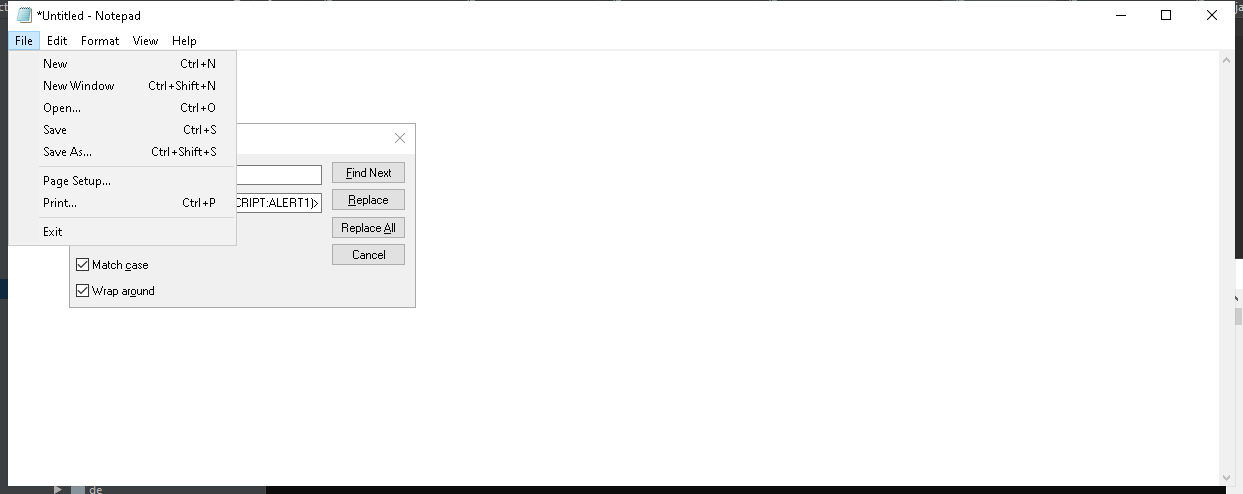 *Untitled - Notepad
File Edit Format View Help
New Ctrl+N
New Window Ctrl+Shift+N
Open... Ctrl+O
Save Ctrl+S
Save As... Ctrl+Shift+S
Page Setup...
Print... Ctrl+P
Exit
Find Next
CRIPT:ALERT1)> Replace
Replace All
Cancel
Match case
Wrap around
de